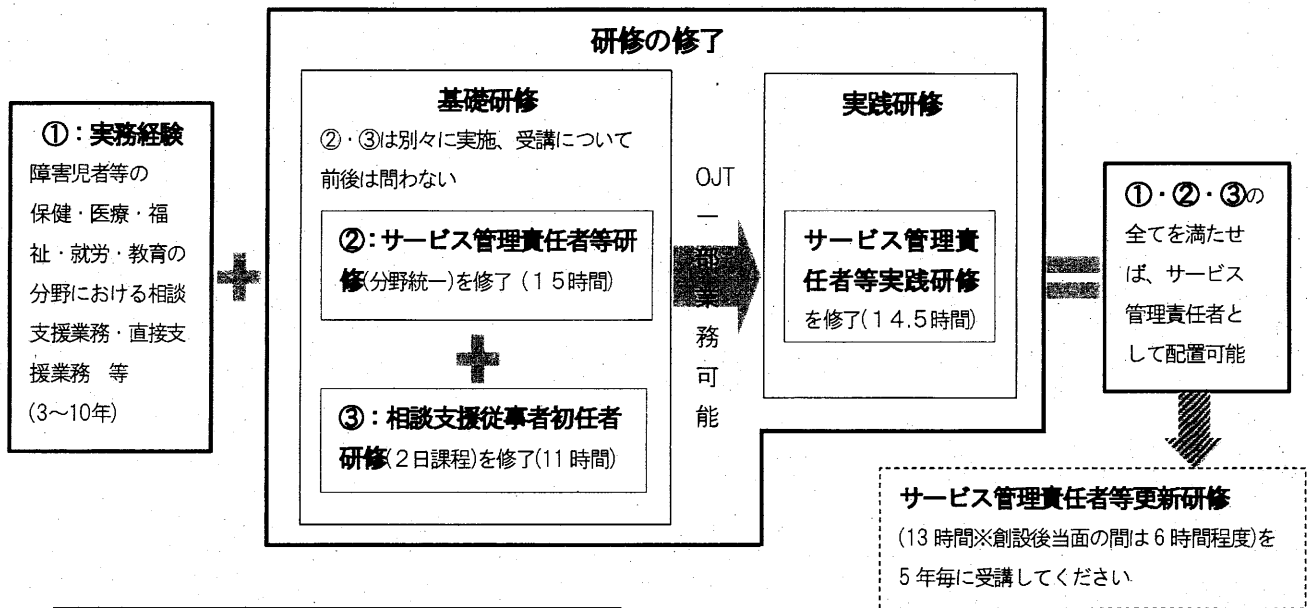 研修の修了
①：実務経験
障害児者等の
保健・医療・福
祉・就労・教育の
分野における相談
支援業務・直接支
援業務　等
(3～10年)
基礎研修
②・③は別々に実施、受講について
前後は問わない
②：サービス管理責任者等研
修(分野統一)を修了（１５時間）
③：相談支援従事者初任者
研修(２日課程)を修了(11時間)
OJT
一
部
業
務
可
能
実践研修
サービス管理責
任者等実践研修
を修了(１４.５時間)
①・②・③の
全てを満たせ
ば、サービス
管理責任者と
して配置可能
サービス管理責任者等更新研修
(13時間※創設後当面の間は6時間程度)を
5年毎に受講してください